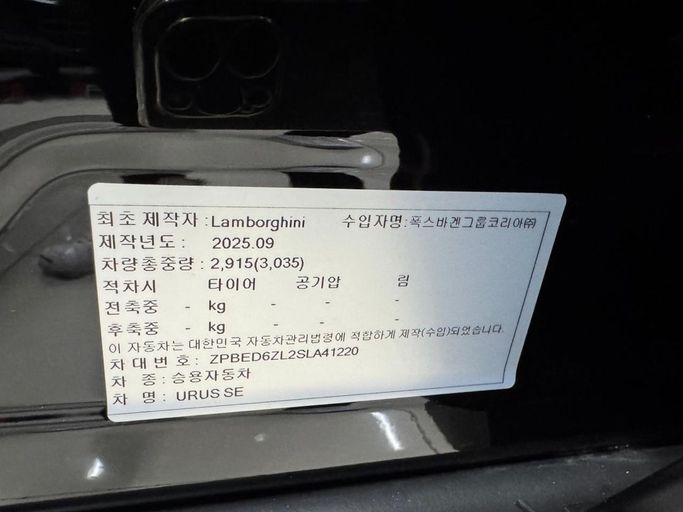 최초 제작자 : Lamborghini 수입자명: 폭스바겐그룹코리아㈜
제작년도 : 2025.09
차량총중량 : 2,915(3,035)
적차시 타이어 공기압 림
전축중 - kg - - -
후축중 - kg - - -
이 자동차는 대한민국 자동차관리법령에 적합하게 제작(수입)되었습니다.
차 대 번 호 : ZPBED6ZL2SLA41220
차 종 : 승용자동차
차 명 : URUS SE